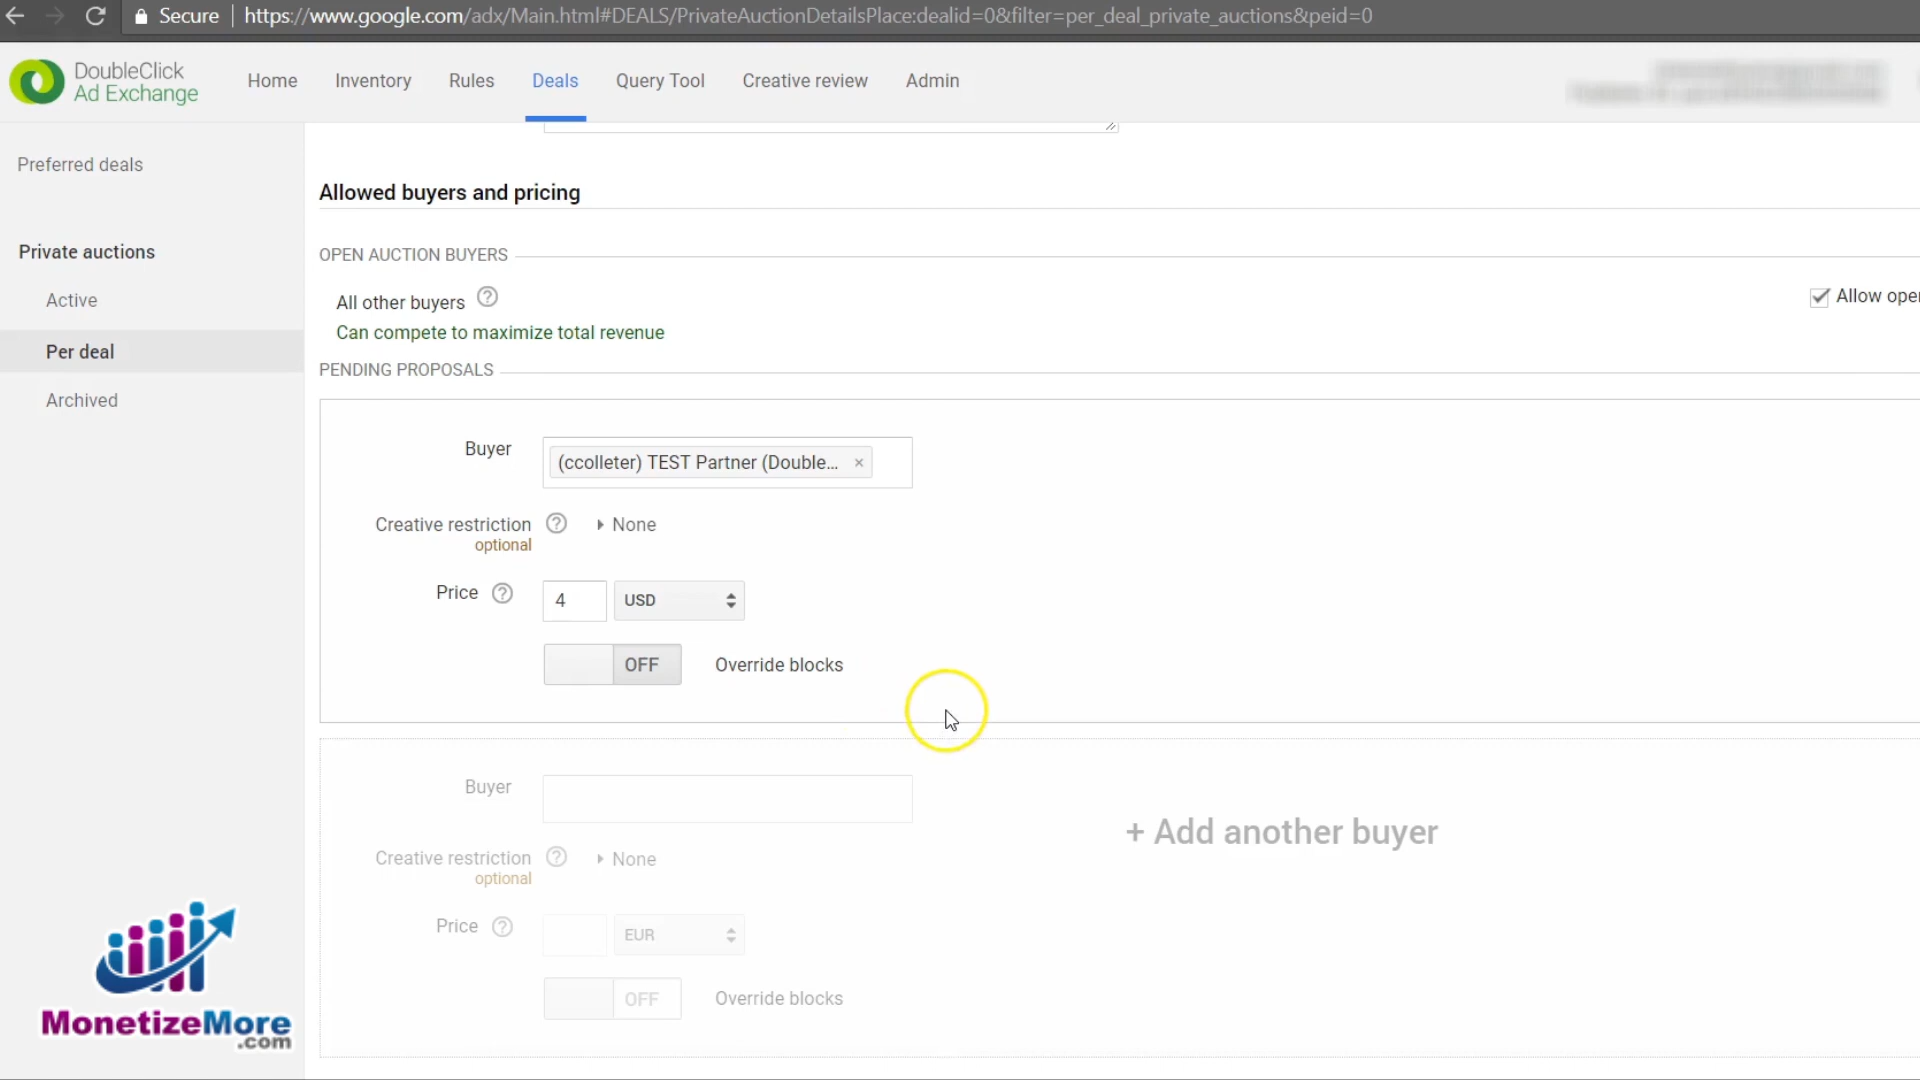 Secure
https://www.google.com/adx/Main.html#DEALS/PrivateAuctionDetailsPlace:dealid=0&filter=per_deal_private_auctions&peid=0
DoubleClick
Ad Exchange
Home
Inventory
Rules
Deals
Query Tool
Creative review
Admin
Preferred deals
Private auctions
Active
Per deal
Archived
Allowed buyers and pricing
OPEN AUCTION BUYERS
All other buyers ?
Allow oper
Can compete to maximize total revenue
PENDING PROPOSALS
Buyer
(ccolleter) TEST Partner (Double... ×
Creative restriction ?
None
optional
Price ?
4
USD
OFF
Override blocks
Buyer
+ Add another buyer
Creative restriction ?
None
optional
Price ?
EUR
OFF
Override blocks
MonetizeMore
.com